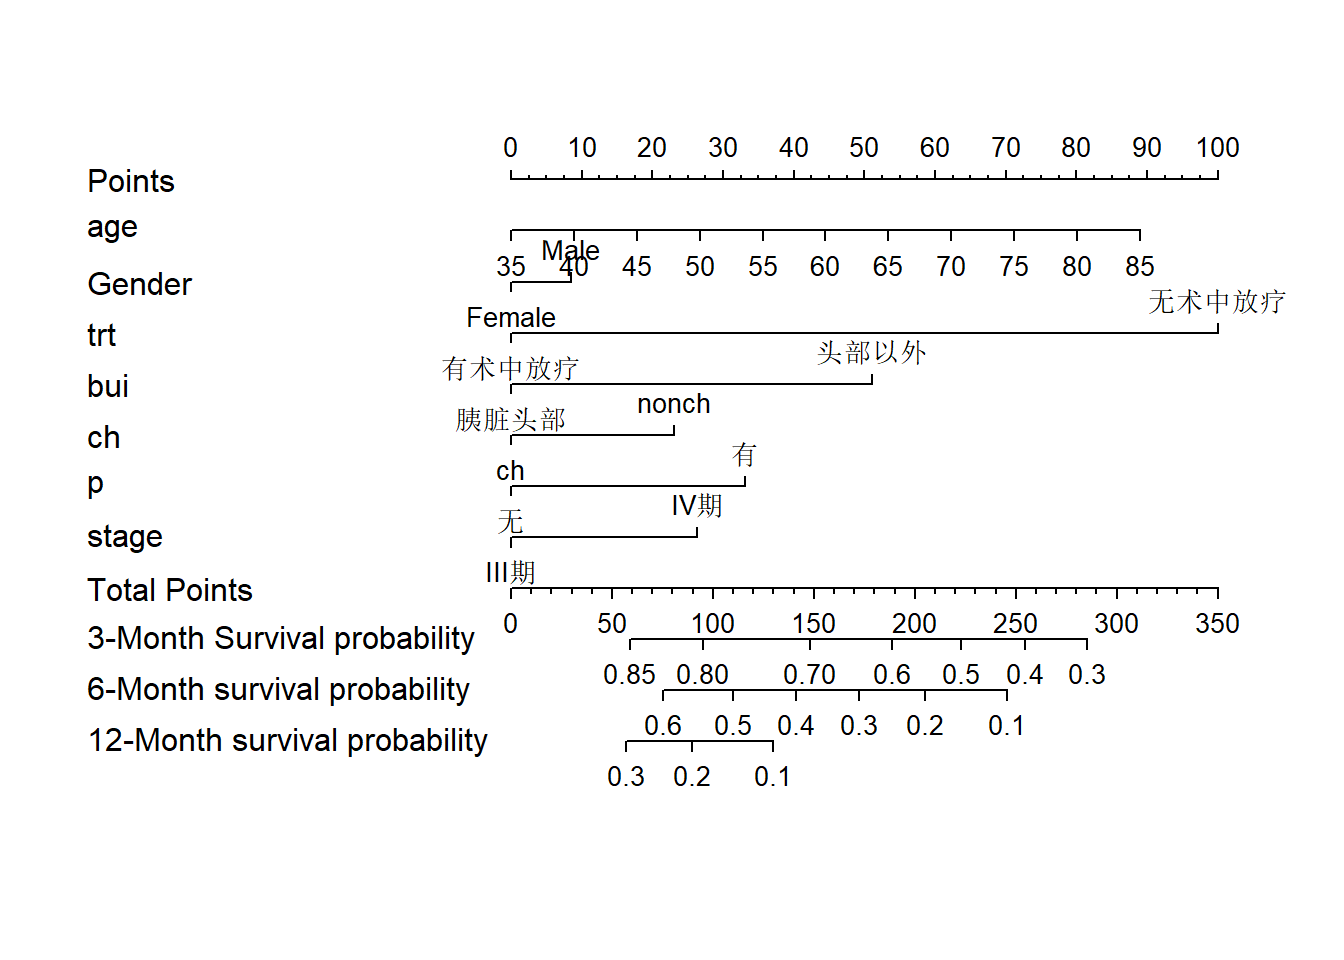 0 10 20 30 40 50 60 70 80 90 100
Points
age
Male
35 40 45 50 55 60 65 70 75 80 85
Gender
无术中放疗
Female
trt
头部以外
有术中放疗
bui
nonch
胰脏头部
ch
有
ch
p
IV期
无
stage
III期
Total Points
0 50 100 150 200 250 300 350
3-Month Survival probability
0.85 0.80 0.70 0.6 0.5 0.4 0.3
6-Month survival probability
0.6 0.5 0.4 0.3 0.2 0.1
12-Month survival probability
0.3 0.2 0.1